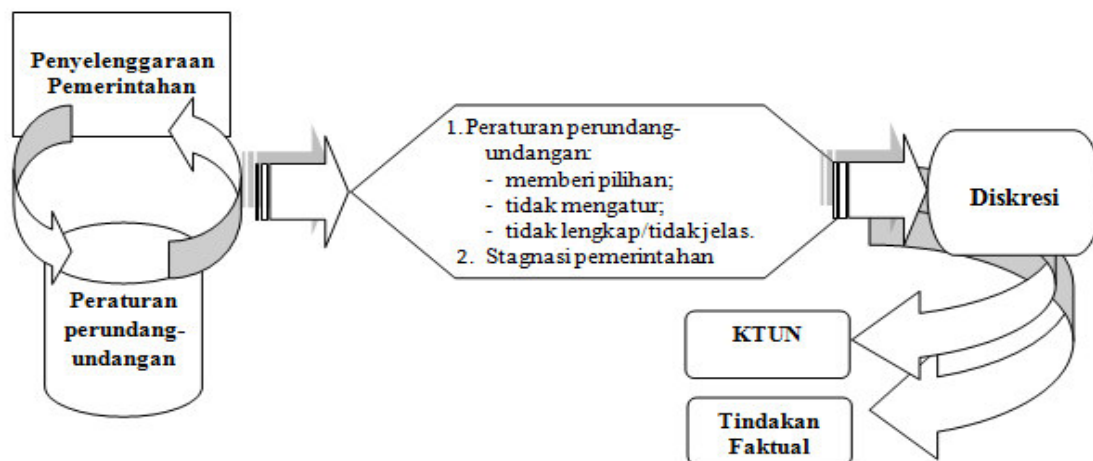 Penyelenggaraan
Pemerintahan
Peraturan
perundang-
undangan
1. Peraturan perundang-
undangan:
- memberi pilihan;
- tidak mengatur;
- tidak lengkap/tidak jelas.
2. Stagnasi pemerintahan
Diskresi
KTUN
Tindakan
Faktual